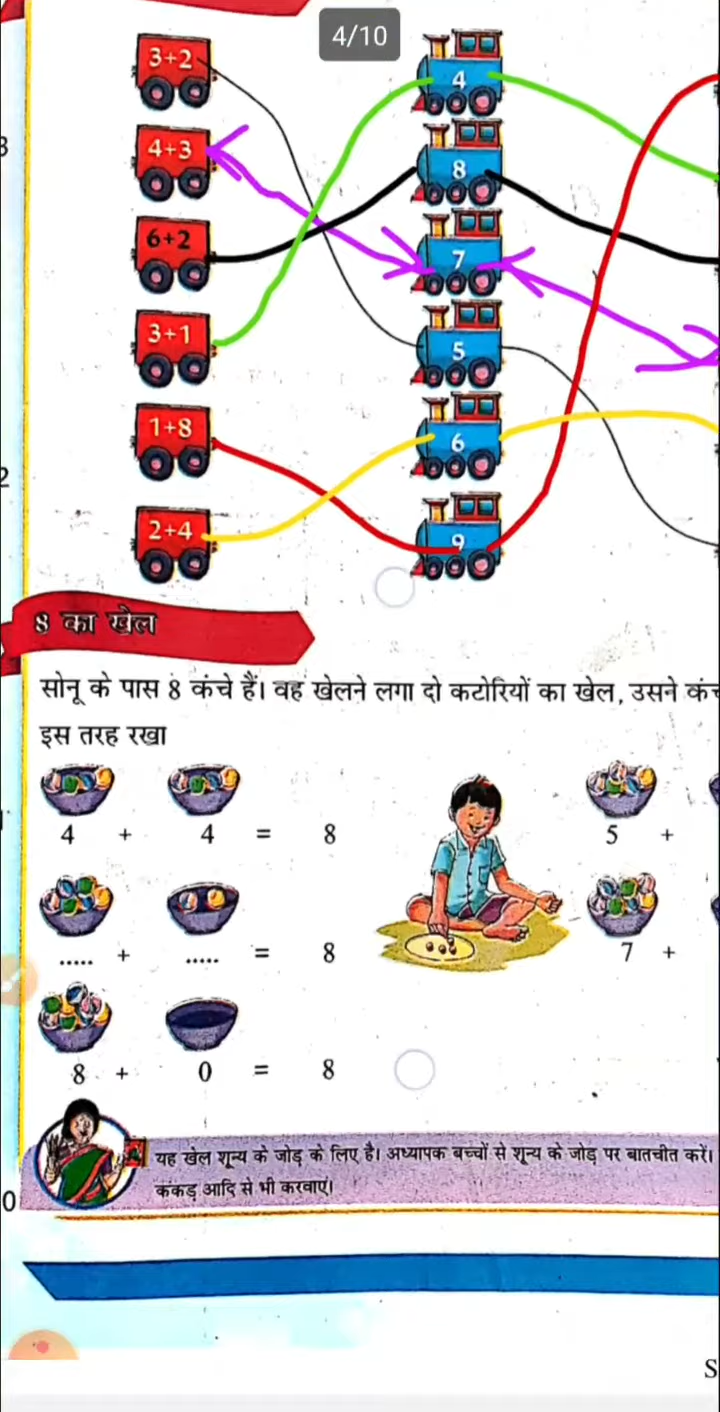 4/10
3+2
4
4+3
8
6+2
7
3+1
5
1+8
6
2+4
9
8 का खेल
सोनू के पास 8 कंचे हैं। वह खेलने लगा दो कटोरियों का खेल, उसने
इस तरह रखा
4 + 4 = 8
5 +
..... + ..... = 8
7 +
8 + 0 = 8
यह खेल शून्य के जोड़ के लिए है। अध्यापक बच्चों से शून्य के जोड़ पर बातचीत करें।
कंकड़ आदि से भी करवाएं।
0
S